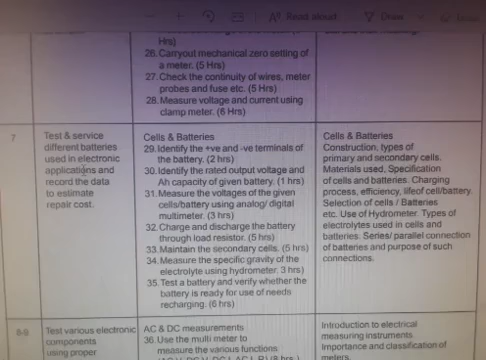 Read aloud
Draw
Hrs)
26. Carryout mechanical zero setting of
a meter. (5 Hrs)
27. Check the continuity of wires, meter
probes and fuse etc. (5 Hrs)
28. Measure voltage and current using
clamp meter. (6 Hrs)
7
Test & service
different batteries
used in electronic
applications and
record the data
to estimate
repair cost.
Cells & Batteries
29. Identify the +ve and -ve terminals of
the battery. (2 hrs)
30. Identify the rated output voltage and
Ah capacity of given battery. (1 hrs)
31. Measure the voltages of the given
cells/battery using analog/ digital
multimeter. (3 hrs)
32. Charge and discharge the battery
through load resistor. (5 hrs)
33. Maintain the secondary cells. (5 hrs)
34. Measure the specific gravity of the
electrolyte using hydrometer. 3 hrs)
35. Test a battery and verify whether the
battery is ready for use of needs
recharging. (6 hrs)
Cells & Batteries
Construction, types of
primary and secondary cells.
Materials used, Specification
of cells and batteries. Charging
process, efficiency, lifeof cell/battery.
Selection of cells / Batteries
etc. Use of Hydrometer. Types of
electrolytes used in cells and
batteries. Series/ parallel connection
of batteries and purpose of such
connections.
8-9
Test various electronic
components
using proper
AC & DC measurements
36. Use the multi meter to
measure the various functions
Introduction to electrical
measuring instruments
Importance and classification of
meters.